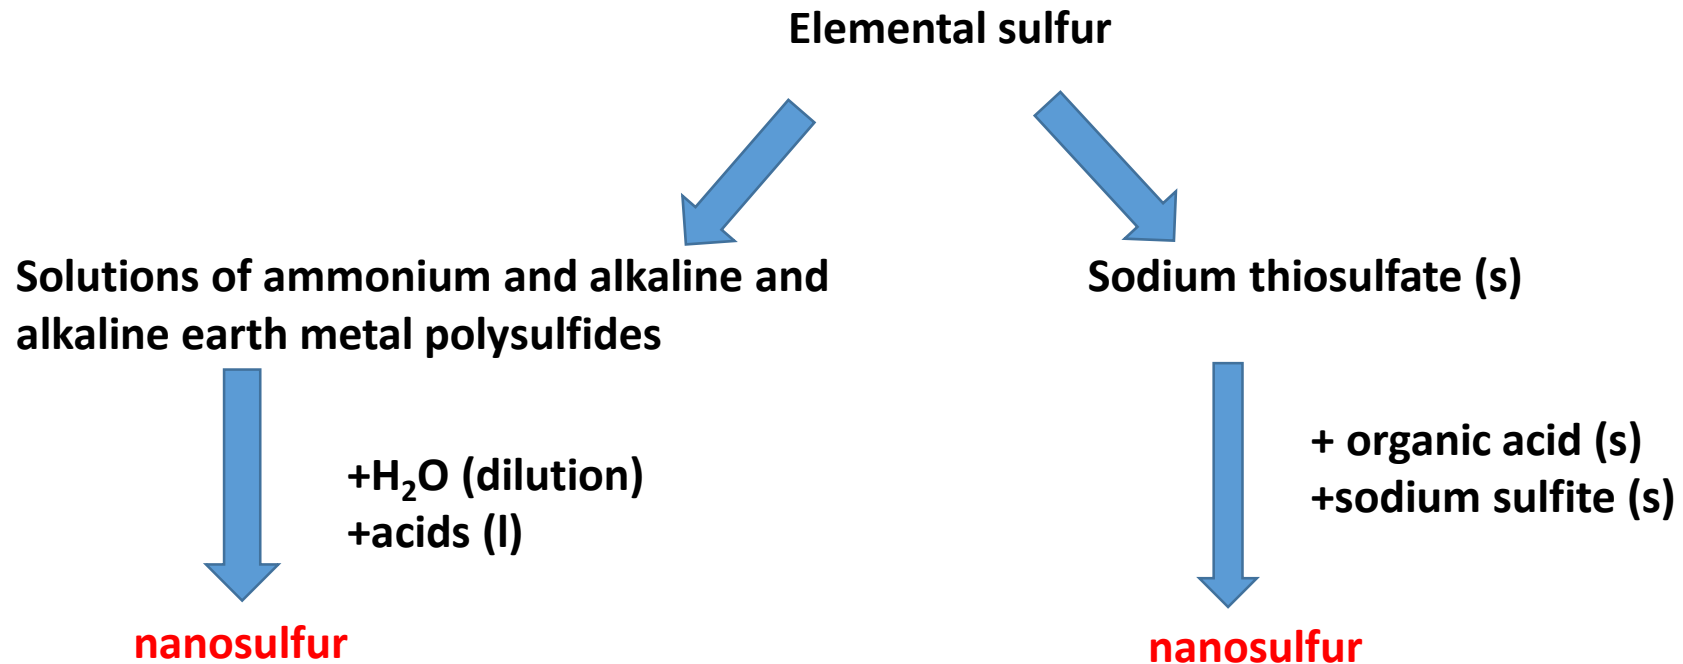 Elemental sulfur
Solutions of ammonium and alkaline and
alkaline earth metal polysulfides
+H₂O (dilution)
+acids (l)
nanosulfur
Sodium thiosulfate (s)
+ organic acid (s)
+sodium sulfite (s)
nanosulfur